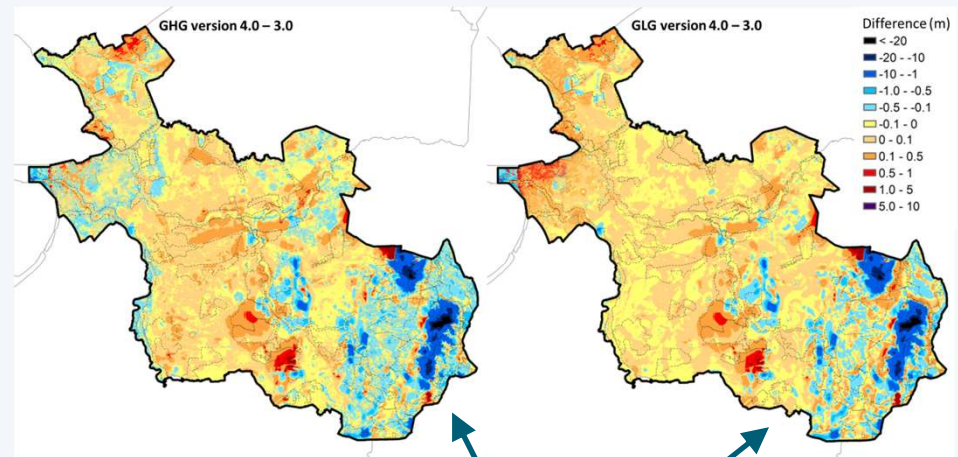 GHG version 4.0 – 3.0
GLG version 4.0 – 3.0
Difference (m)
< -20
-20 - -10
-10 - -1
-1.0 - -0.5
-0.5 - -0.1
-0.1 - 0
0 - 0.1
0.1 - 0.5
0.5 - 1
1.0 - 5
5.0 - 10